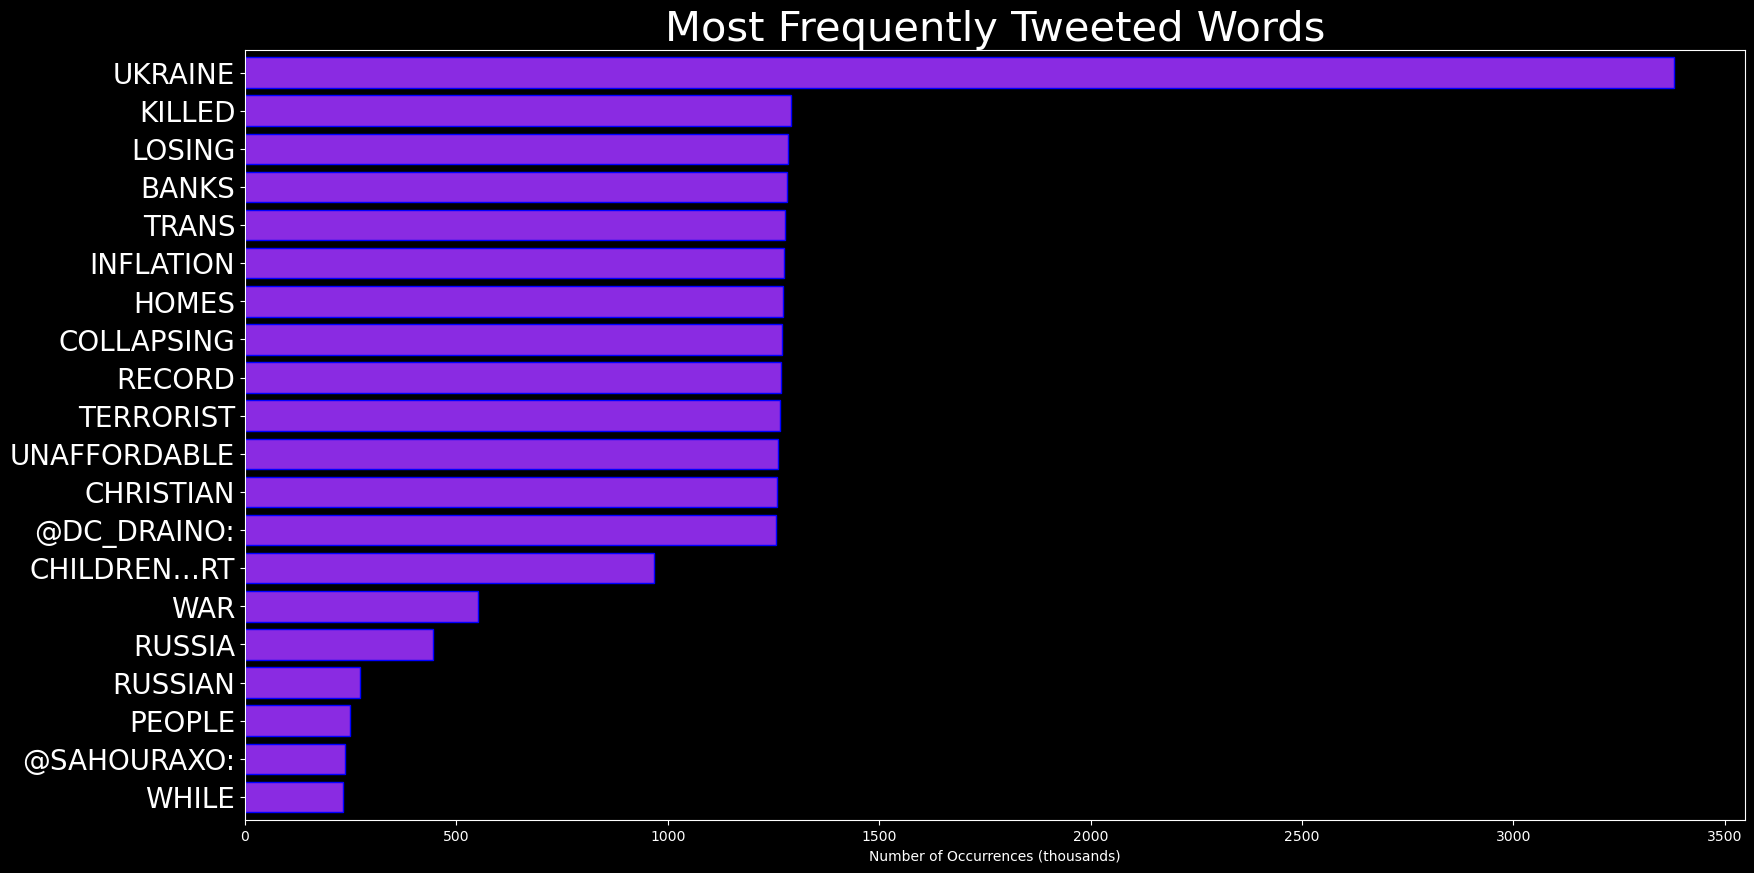 Most Frequently Tweeted Words
UKRAINE
KILLED
LOSING
BANKS
TRANS
INFLATION
HOMES
COLLAPSING
RECORD
TERRORIST
UNAFFORDABLE
CHRISTIAN
@DC_DRAINO:
CHILDREN…RT
WAR
RUSSIA
RUSSIAN
PEOPLE
@SAHOURAXO:
WHILE
0 500 1000 1500 2000 2500 3000 3500
Number of Occurrences (thousands)